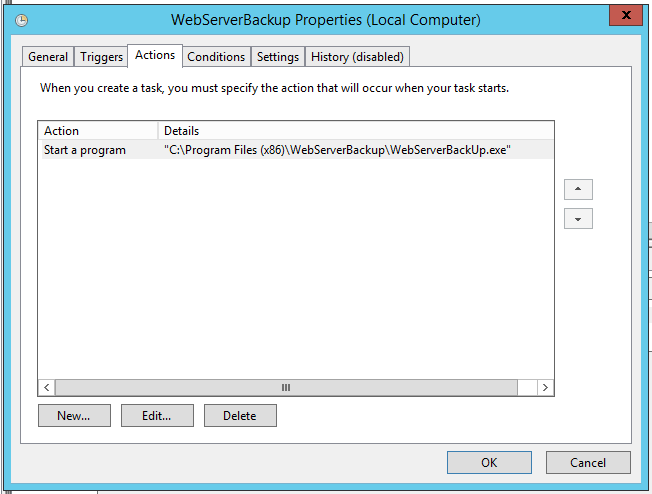 WebServerBackup Properties (Local Computer)
x
General Triggers Actions Conditions Settings History (disabled)
When you create a task, you must specify the action that will occur when your task starts.
Action Details
Start a program "C:\Program Files (x86)\WebServerBackup\WebServerBackUp.exe"
New... Edit... Delete
OK Cancel